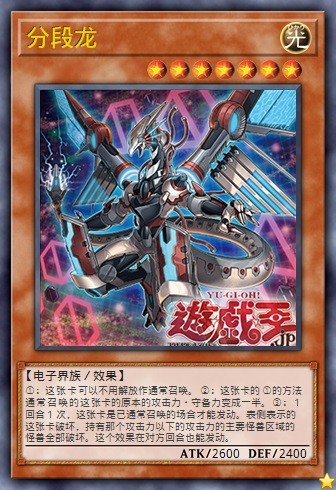 分段龙
光
YU-GI-OH!
遊戯王
JP
【电子界族／效果】
①：这张卡可以不用解放作通常召唤。②：这张卡的①的方法
通常召唤的这张卡的原本的攻击力·守备力变成一半。③：1
回合1次，这张卡是已通常召唤的场合才能发动。表侧表示的
这张卡破坏，持有那个攻击力以下的攻击力的主要怪兽区域的
怪兽全部破坏。这个效果在对方回合也能发动。
ATK/2600 DEF/2400